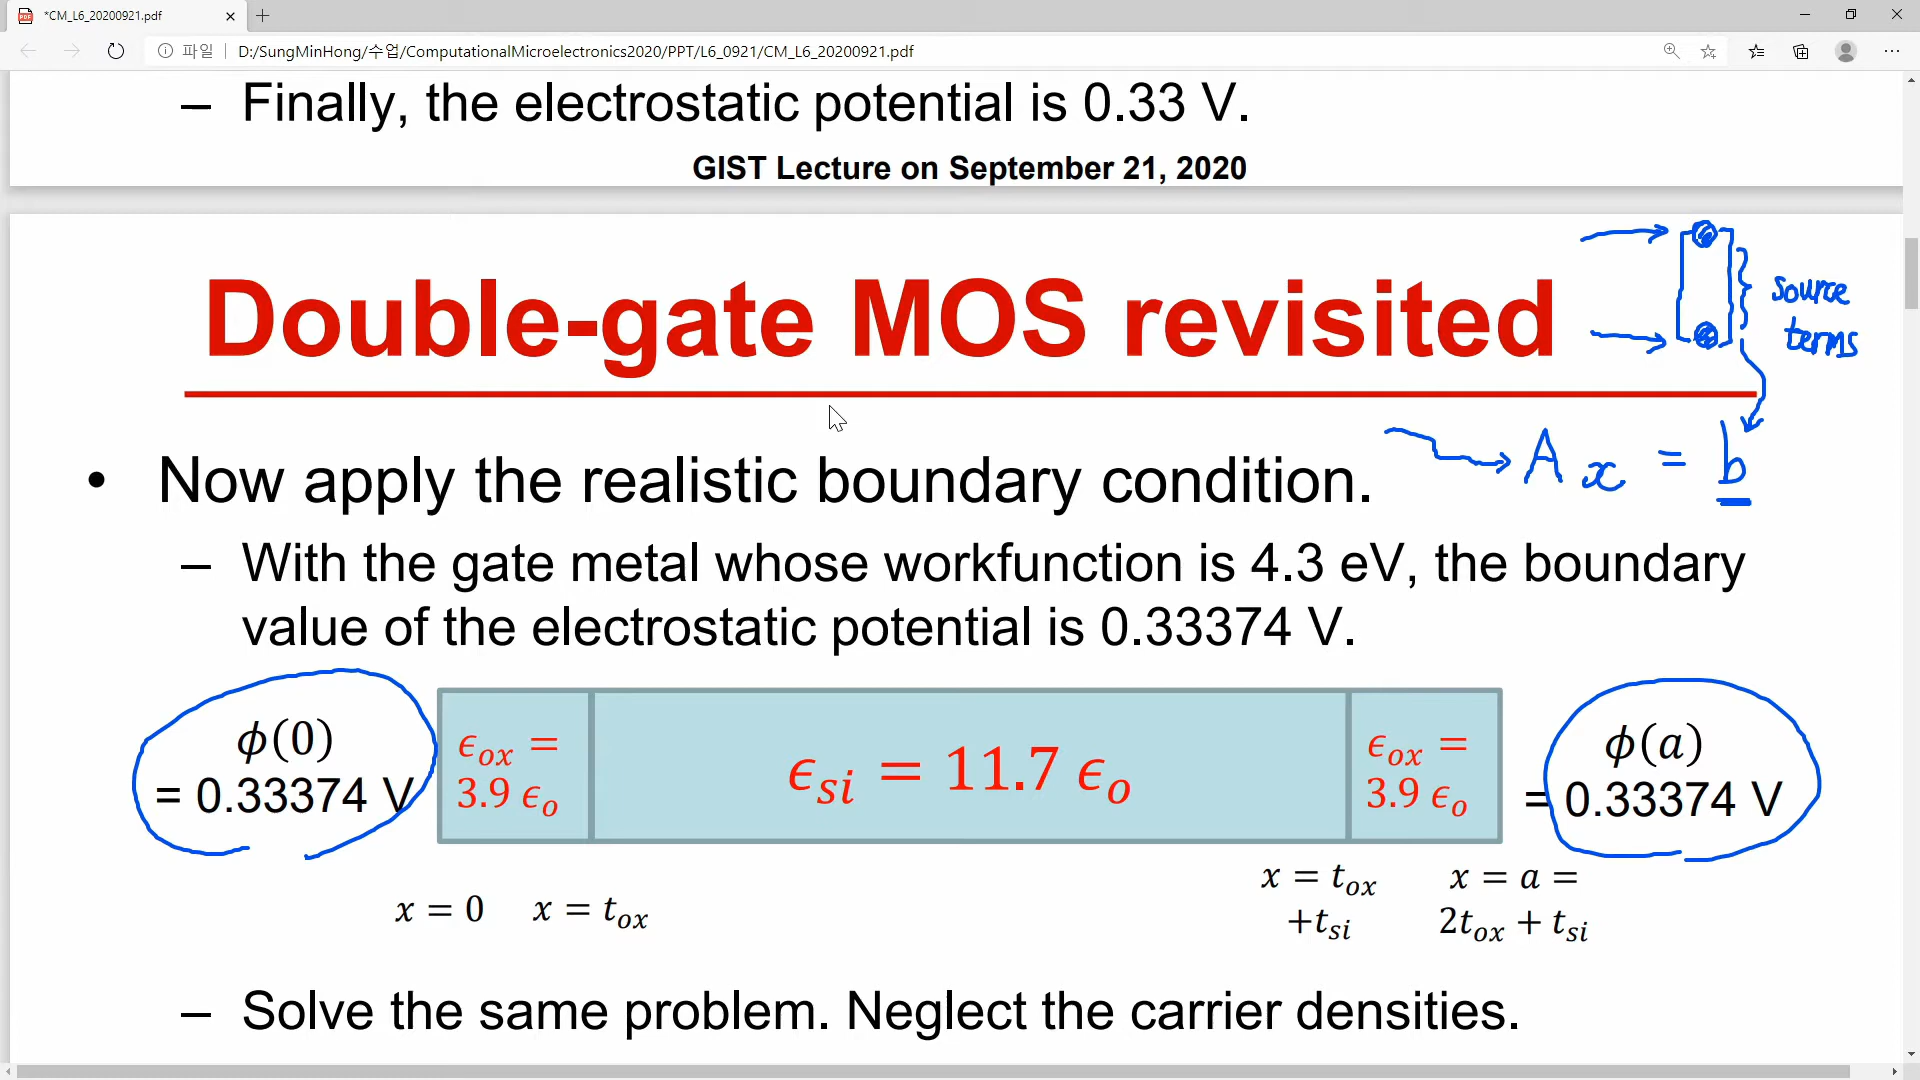 *CM_L6_20200921.pdf
파일 | D:/SungMinHong/수업/ComputationalMicroelectronics2020/PPT/L6_0921/CM_L6_20200921.pdf
– Finally, the electrostatic potential is 0.33 V.
GIST Lecture on September 21, 2020
Double-gate MOS revisited
source
terms
• Now apply the realistic boundary condition.
A x = b
– With the gate metal whose workfunction is 4.3 eV, the boundary
value of the electrostatic potential is 0.33374 V.
ϕ(0)
= 0.33374 V
ϵox =
3.9 ϵo
ϵsi = 11.7 ϵo
ϵox =
3.9 ϵo
ϕ(a)
= 0.33374 V
x = 0
x = tox
x = tox
+tsi
x = a =
2tox + tsi
– Solve the same problem. Neglect the carrier densities.